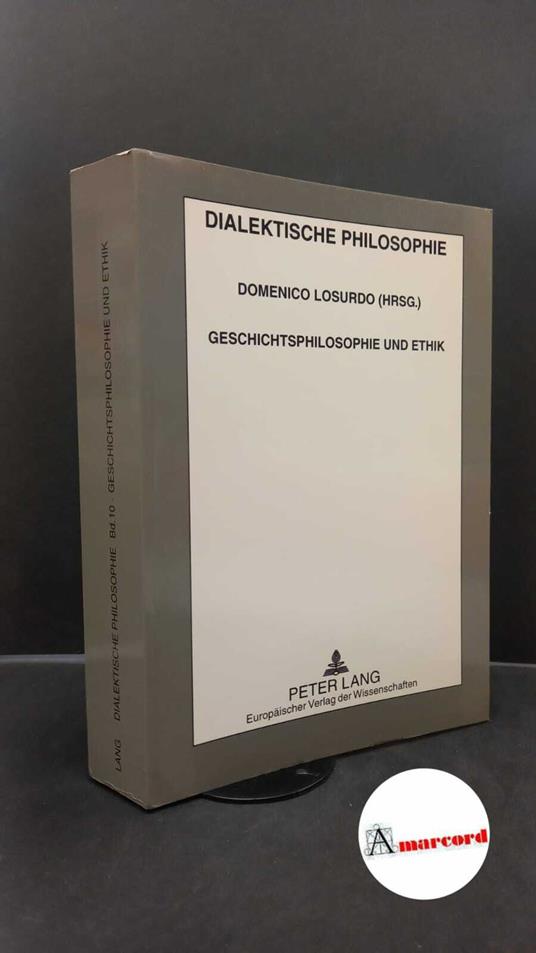 DIALEKTISCHE PHILOSOPHIE
DOMENICO LOSURDO (HRSG.)
GESCHICHTSPHILOSOPHIE UND ETHIK
PETER LANG
Europäischer Verlag der Wissenschaften
LANG DIALEKTISCHE PHILOSOPHIE Bd.10 · GESCHICHTSPHILOSOPHIE UND ETHIK
Amarcord